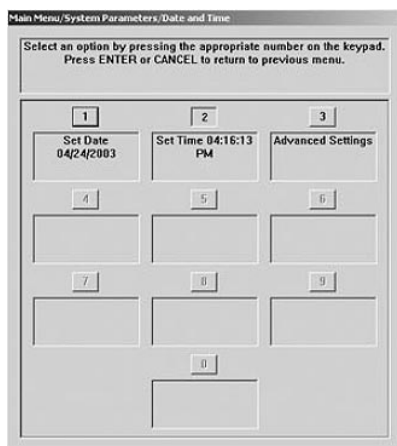 Main Menu/System Parameters/Date and Time
Select an option by pressing the appropriate number on the keypad.
Press ENTER or CANCEL to return to previous menu.
1 2 3
Set Date
04/24/2003
Set Time 04:16:13
PM
Advanced Settings
4 5 6
7 8 9
0